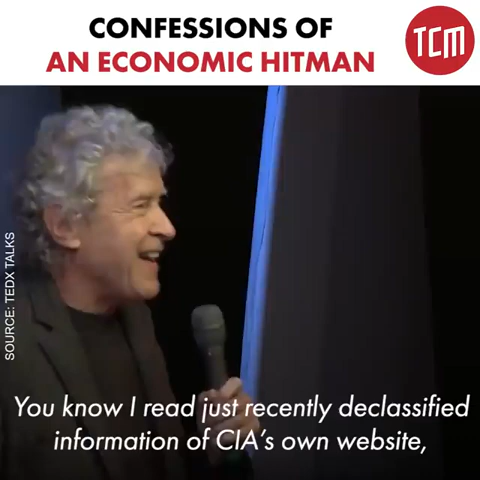 CONFESSIONS OF
AN ECONOMIC HITMAN
TCM
SOURCE: TEDX TALKS
You know I read just recently declassified
information of CIA's own website,